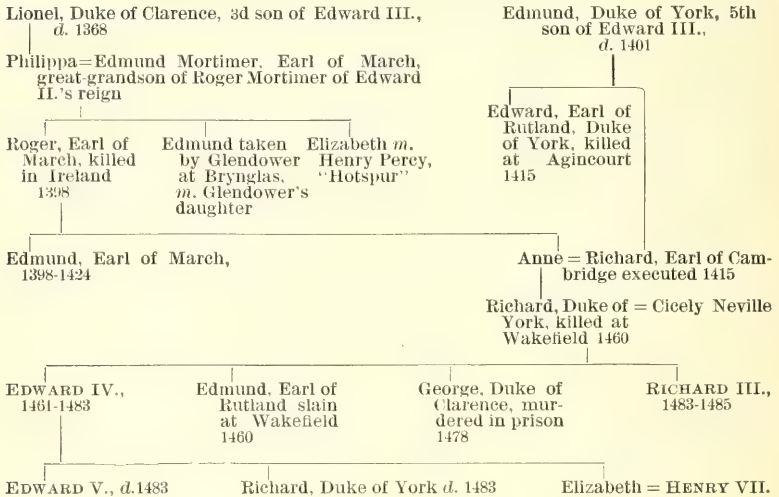 Lionel, Duke of Clarence, 3d son of Edward III.,
d. 1368
Edmund, Duke of York, 5th
son of Edward III.,
d. 1401
Philippa=Edmund Mortimer, Earl of March,
great-grandson of Roger Mortimer of Edward
II.'s reign
Edward, Earl of
Rutland, Duke
of York, killed
at Agincourt
1415
Roger, Earl of
March, killed
in Ireland
1398
Edmund taken
by Glendower
at Brynglas,
m. Glendower's
daughter
Elizabeth m.
Henry Percy,
"Hotspur"
Edmund, Earl of March,
1398-1424
Anne = Richard, Earl of Cam-
bridge executed 1415
Richard, Duke of = Cicely Neville
York, killed at
Wakefield 1460
EDWARD IV.,
1461-1483
Edmund, Earl of
Rutland slain
at Wakefield
1460
George, Duke of
Clarence, mur-
dered in prison
1478
RICHARD III.,
1483-1485
EDWARD V., d.1483
Richard, Duke of York d. 1483
Elizabeth = HENRY VII.